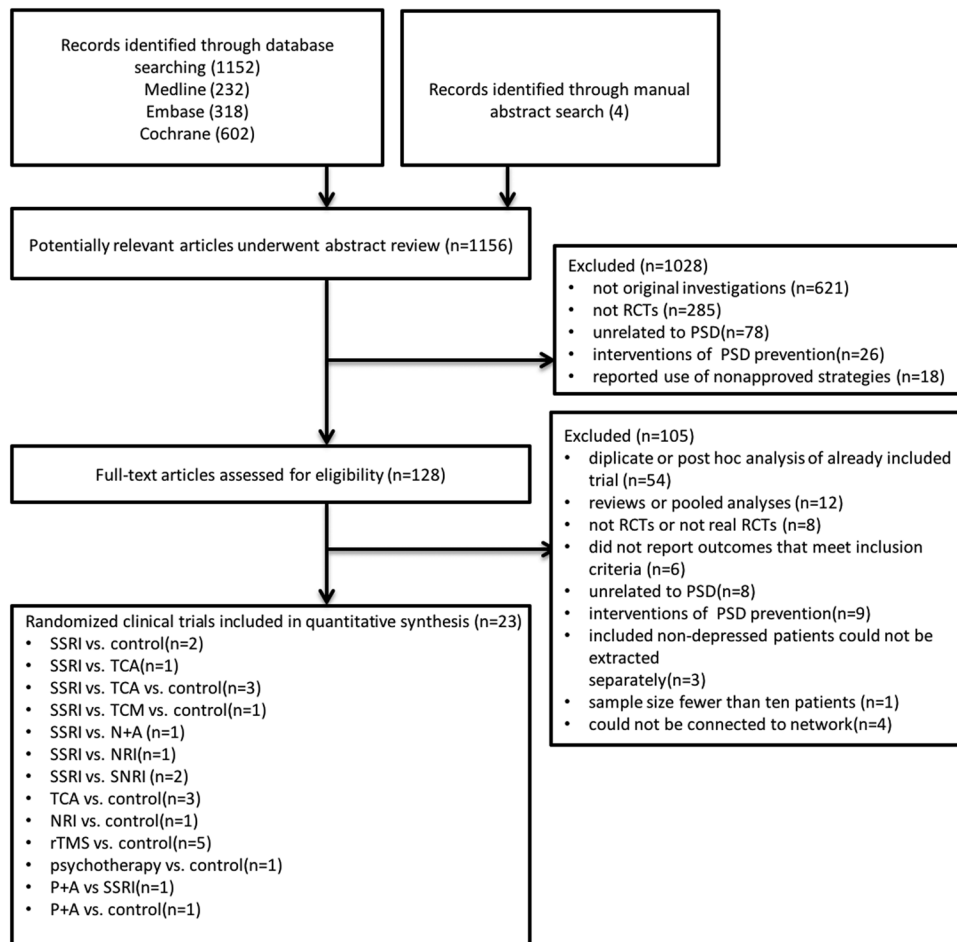 Records identified through database
searching (1152)
Medline (232)
Embase (318)
Cochrane (602)
Records identified through manual
abstract search (4)
Potentially relevant articles underwent abstract review (n=1156)
Excluded (n=1028)
• not original investigations (n=621)
• not RCTs (n=285)
• unrelated to PSD(n=78)
• interventions of PSD prevention(n=26)
• reported use of nonapproved strategies (n=18)
Full-text articles assessed for eligibility (n=128)
Excluded (n=105)
• diplicate or post hoc analysis of already included
trial (n=54)
• reviews or pooled analyses (n=12)
• not RCTs or not real RCTs (n=8)
• did not report outcomes that meet inclusion
criteria (n=6)
• unrelated to PSD(n=8)
• interventions of PSD prevention(n=9)
• included non-depressed patients could not be
extracted
separately(n=3)
• sample size fewer than ten patients (n=1)
• could not be connected to network(n=4)
Randomized clinical trials included in quantitative synthesis (n=23)
• SSRI vs. control(n=2)
• SSRI vs. TCA(n=1)
• SSRI vs. TCA vs. control(n=3)
• SSRI vs. TCM vs. control(n=1)
• SSRI vs. N+A (n=1)
• SSRI vs. NRI(n=1)
• SSRI vs. SNRI (n=2)
• TCA vs. control(n=3)
• NRI vs. control(n=1)
• rTMS vs. control(n=5)
• psychotherapy vs. control(n=1)
• P+A vs SSRI(n=1)
• P+A vs. control(n=1)